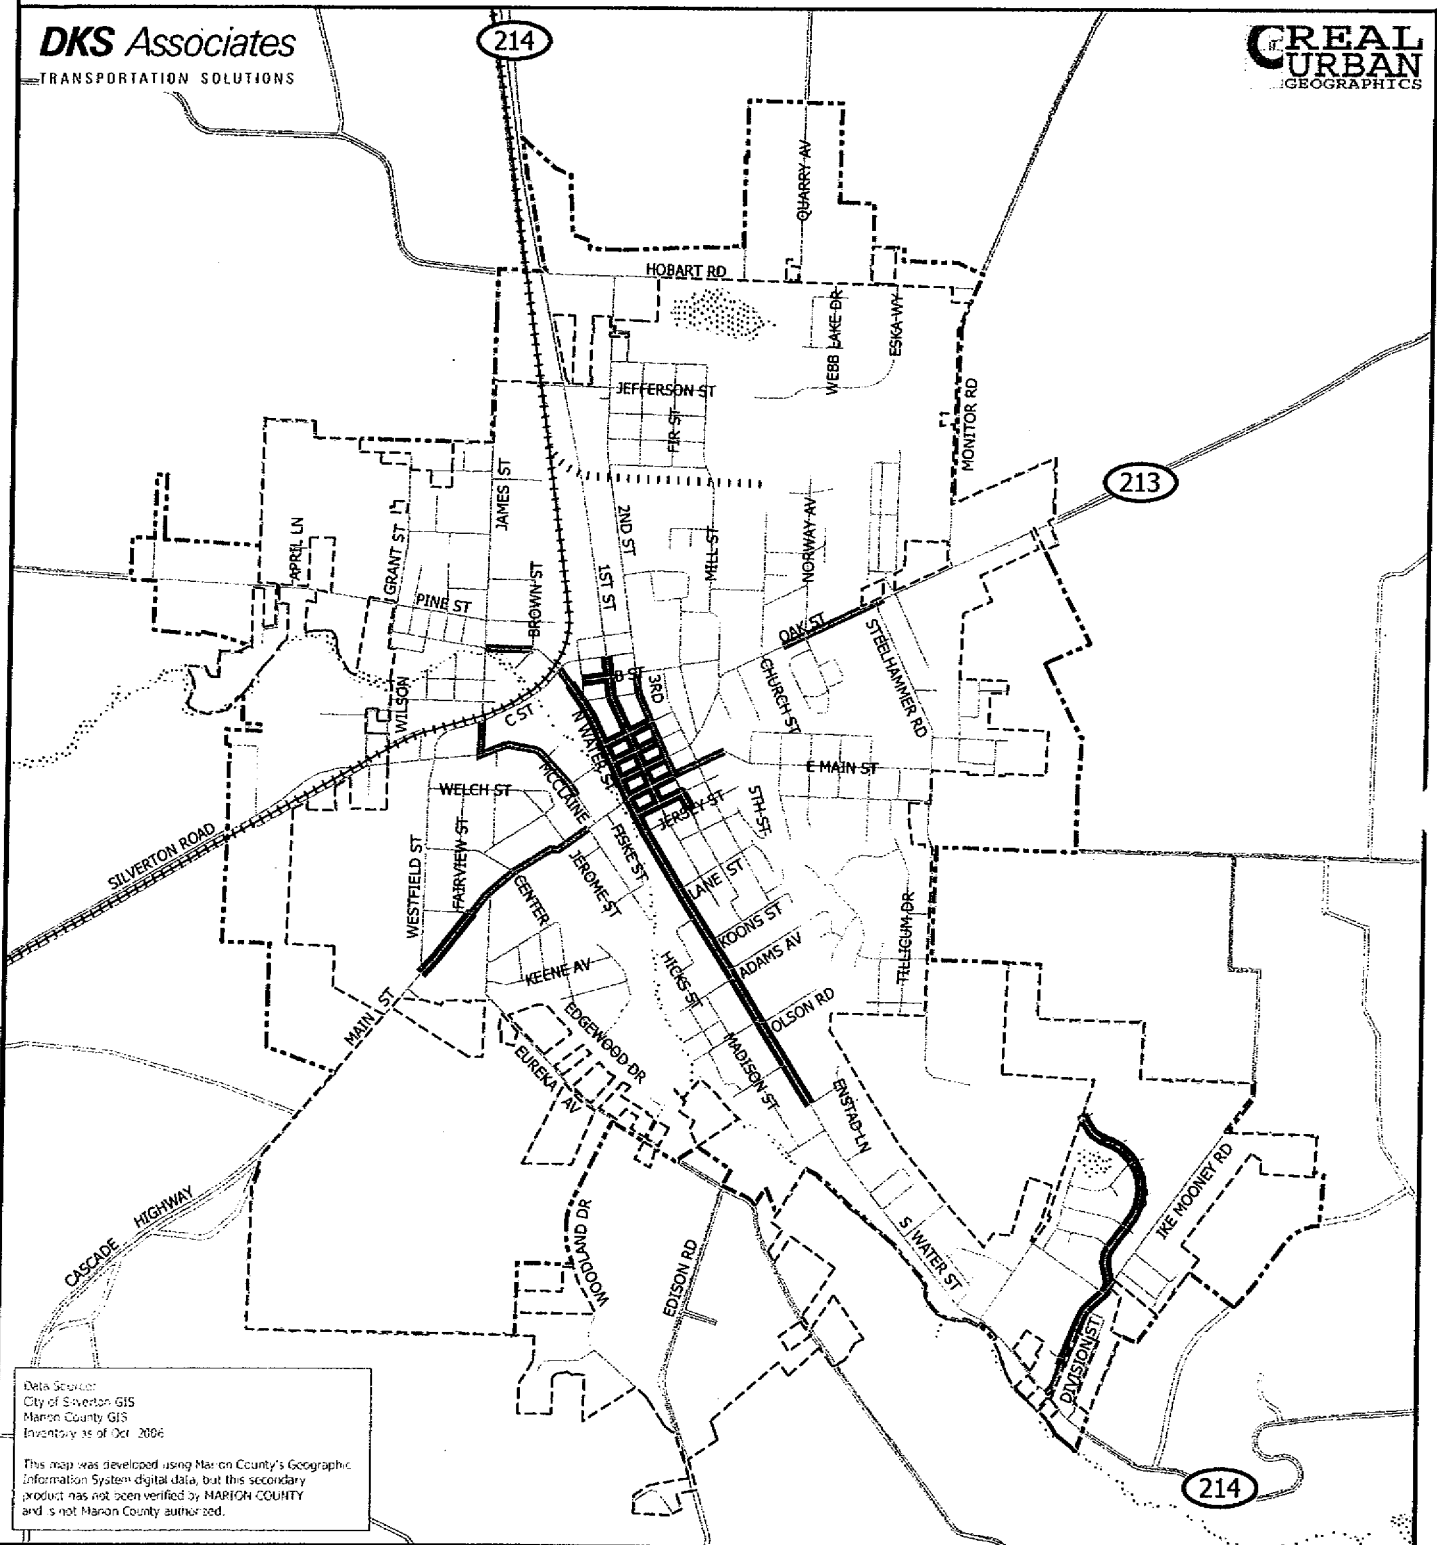 DKS Associates
TRANSPORTATION SOLUTIONS
214
REAL
URBAN
GEOGRAPHICS
QUARRY AV
HOBART RD
WEBB LAKE DR
ESKA WY
JEFFERSON ST
FIR ST
MONITOR RD
213
JAMES ST
2ND ST
MILL ST
NORWAY AV
APRIL LN
GRANT ST
PINE ST
BROWN ST
1ST ST
OAK ST
STEELHAMMER RD
CHURCH ST
B ST
3RD
WILSON
C ST
N WATER ST
E MAIN ST
WELCH ST
MCCLAINE
JERSEY ST
5TH ST
SILVERTON ROAD
WESTFIELD ST
FAIRVIEW ST
CENTER
JEROME ST
FISKE ST
LANE ST
KOONS ST
ADAMS AV
TILLICUM DR
KEENE AV
HICKS ST
OLSON RD
MAIN ST
EDGEWOOD DR
EUREKA AV
MADISON ST
ENSTAD LN
IKE MOONEY RD
CASCADE HIGHWAY
WOODLAND DR
EDISON RD
S WATER ST
DIVISION ST
214
Data Source:
City of Silverton GIS
Marion County GIS
Inventory as of Oct. 2006
This map was developed using Marion County's Geographic
Information System digital data, but this secondary
product has not been verified by MARION COUNTY
and is not Marion County authorized.